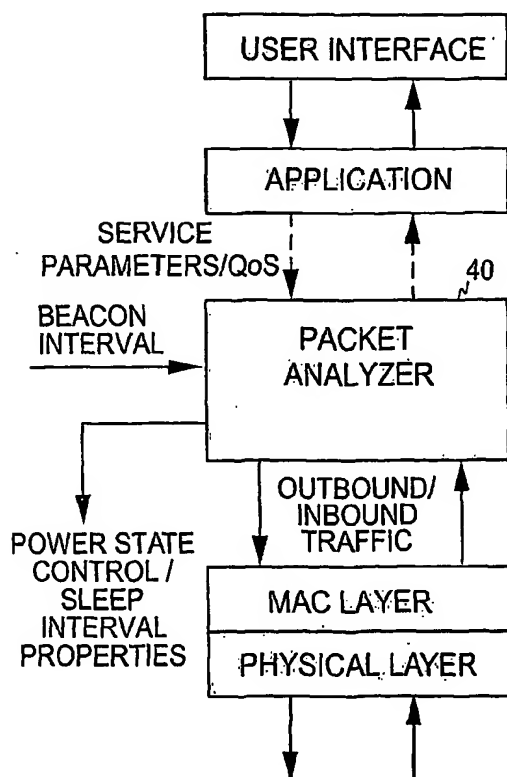 USER INTERFACE
APPLICATION
SERVICE
PARAMETERS/QoS
40
BEACON
INTERVAL
PACKET
ANALYZER
OUTBOUND/
INBOUND
TRAFFIC
POWER STATE
CONTROL /
SLEEP
INTERVAL
PROPERTIES
MAC LAYER
PHYSICAL LAYER